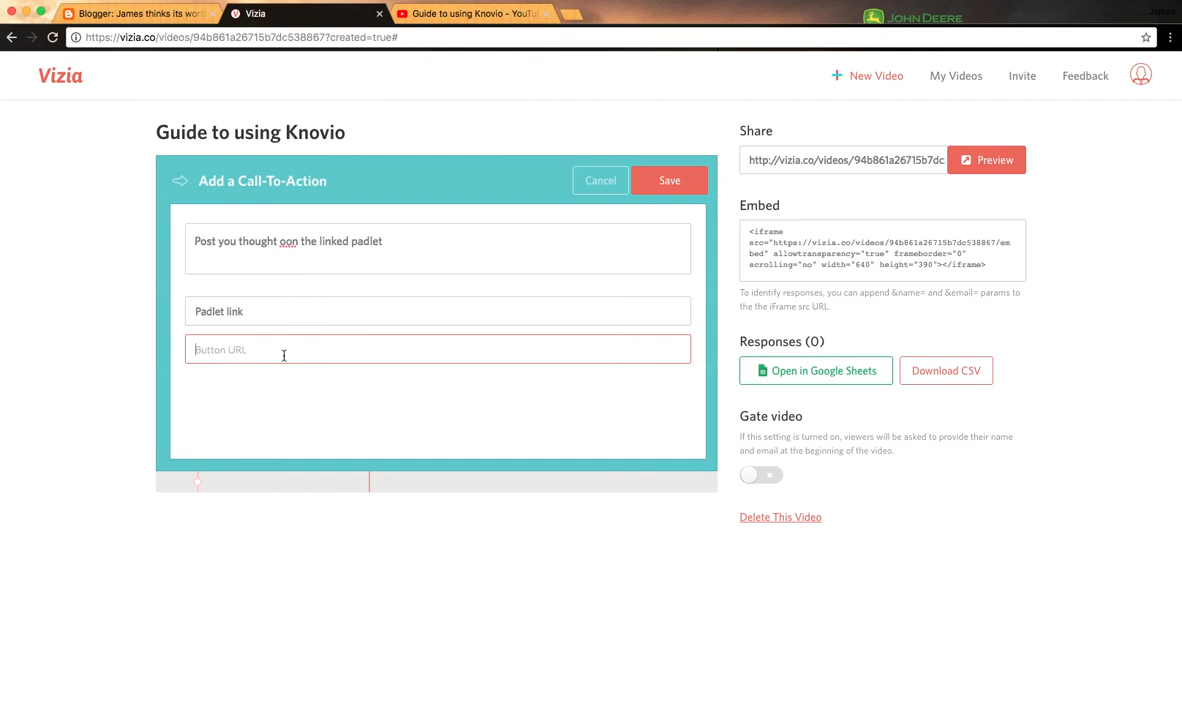 Blogger: James thinks its wort
Vizia
Guide to using Knovio - YouTu
JOHN DEERE
https://vizia.co/videos/94b861a26715b7dc538867?created=true#
Vizia
New Video
My Videos
Invite
Feedback
Guide to using Knovio
Add a Call-To-Action
Cancel
Save
Post you thought oon the linked padlet
Padlet link
Button URL
Share
http://vizia.co/videos/94b861a26715b7dc
Preview
Embed
<iframe
src="https://vizia.co/videos/94b861a26715b7dc538867/em
bed" allowtransparency="true" frameborder="0"
scrolling="no" width="640" height="390"></iframe>
To identify responses, you can append &name= and &email= params to
the the iFrame src URL.
Responses (0)
Open in Google Sheets
Download CSV
Gate video
If this setting is turned on, viewers will be asked to provide their name
and email at the beginning of the video.
Delete This Video